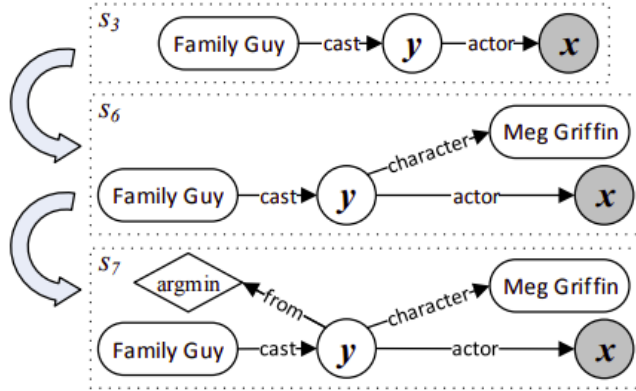 s3
Family Guy cast y actor x
s6
Meg Griffin
character
Family Guy cast y actor x
s7
argmin
from
character
Meg Griffin
Family Guy cast y actor x